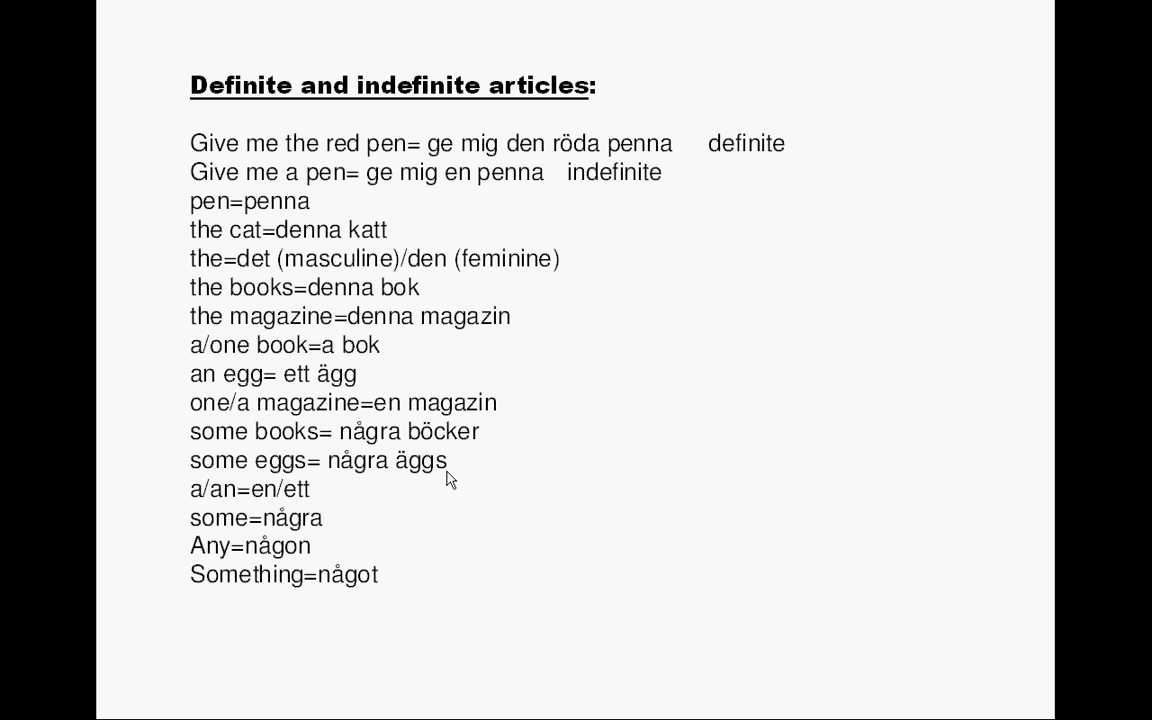 Definite and indefinite articles:
Give me the red pen= ge mig den röda penna definite
Give me a pen= ge mig en penna indefinite
pen=penna
the cat=denna katt
the=det (masculine)/den (feminine)
the books=denna bok
the magazine=denna magazin
a/one book=a bok
an egg= ett ägg
one/a magazine=en magazin
some books= några böcker
some eggs= några äggs
a/an=en/ett
some=några
Any=någon
Something=något